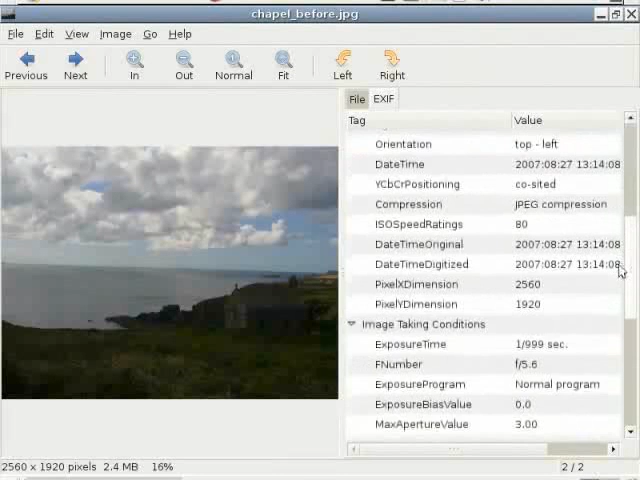 chapel_before.jpg
File Edit View Image Go Help
Previous Next In Out Normal Fit Left Right
File EXIF
Tag Value
Orientation top - left
DateTime 2007:08:27 13:14:08
YCbCrPositioning co-sited
Compression JPEG compression
ISOSpeedRatings 80
DateTimeOriginal 2007:08:27 13:14:08
DateTimeDigitized 2007:08:27 13:14:08
PixelXDimension 2560
PixelYDimension 1920
Image Taking Conditions
ExposureTime 1/999 sec.
FNumber f/5.6
ExposureProgram Normal program
ExposureBiasValue 0.0
MaxApertureValue 3.00
2560 x 1920 pixels 2.4 MB 16% 2 / 2